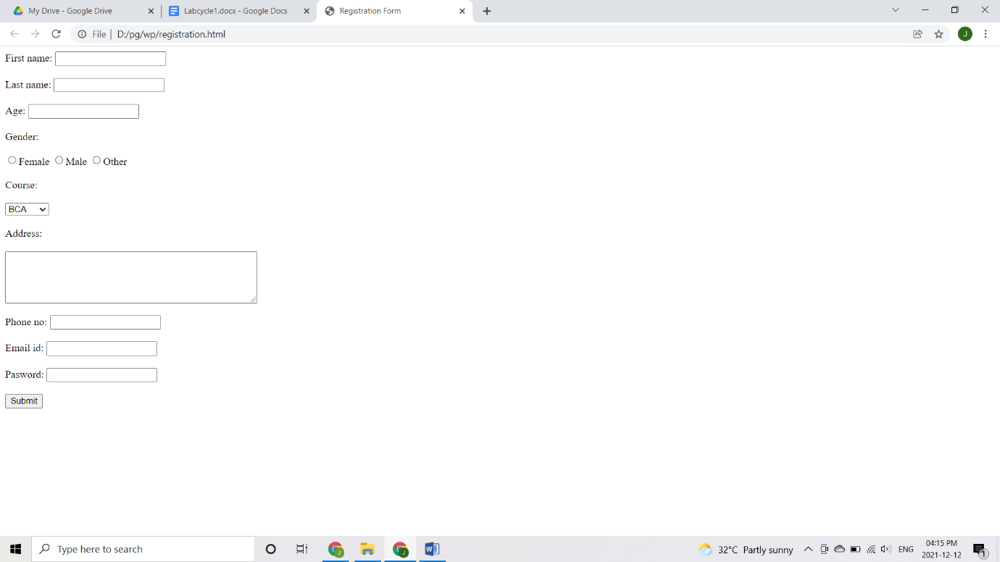 My Drive - Google Drive
Labcycle1.docx - Google Docs
Registration Form
File | D:/pg/wp/registration.html
J
First name:
Last name:
Age:
Gender:
Female Male Other
Course:
BCA
Address:
Phone no:
Email id:
Pasword:
Submit
Type here to search
32°C Partly sunny
ENG
04:15 PM
2021-12-12
1